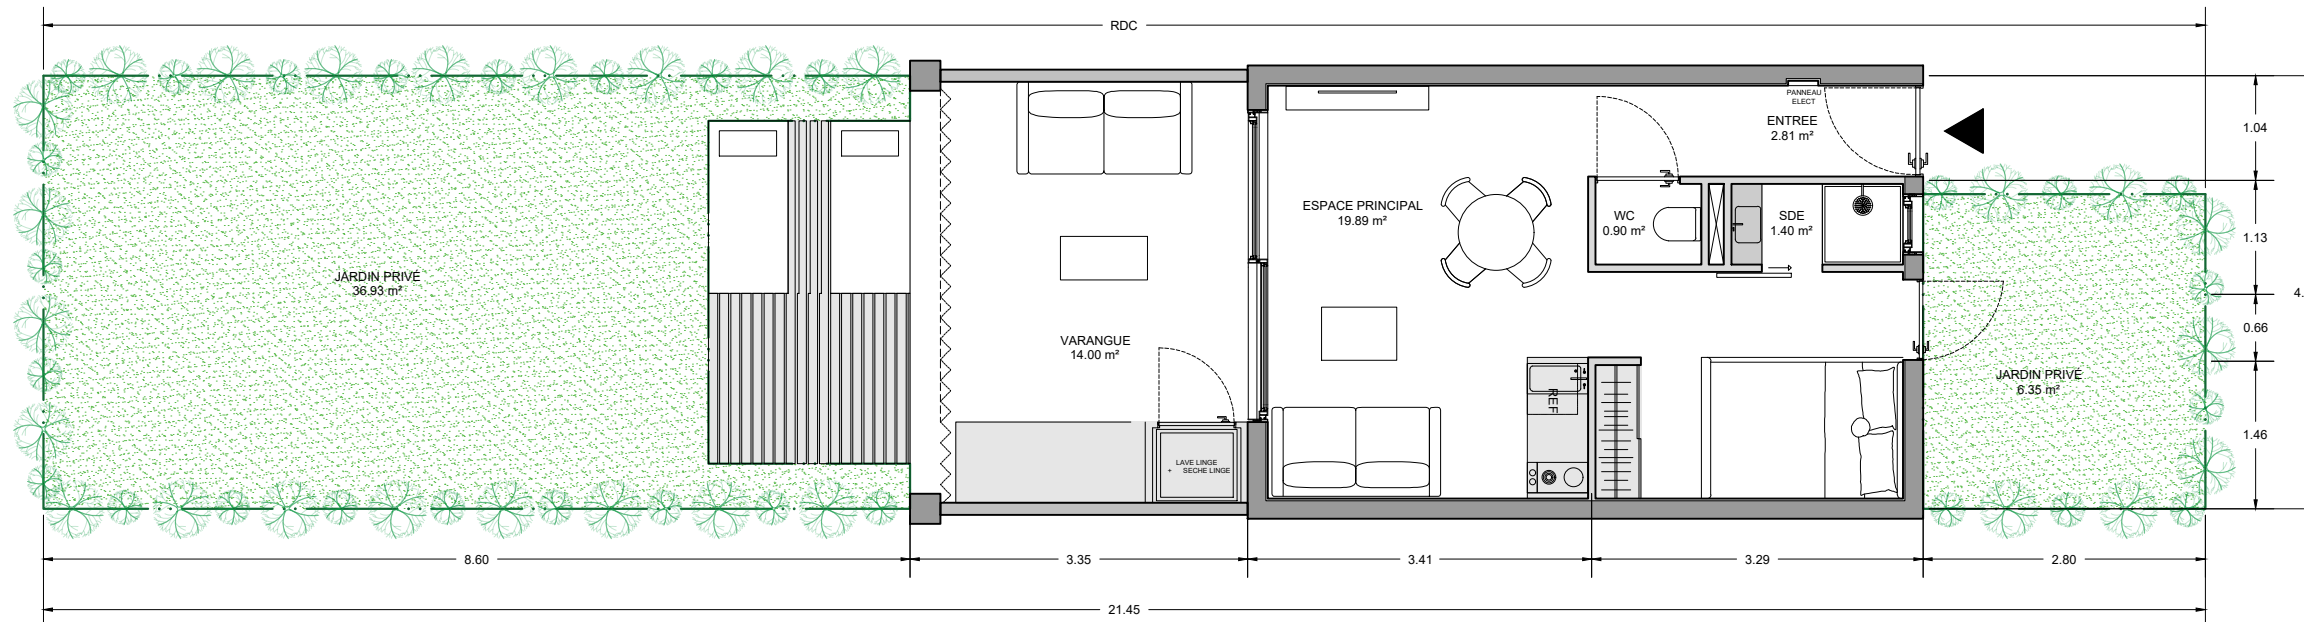 RDC
PANNEAU
ELECT
ENTREE
2.81 m²
1.04
ESPACE PRINCIPAL
19.89 m²
WC
0.90 m²
SDE
1.40 m²
1.13
JARDIN PRIVÉ
36.93 m²
4.
0.66
VARANGUE
14.00 m²
JARDIN PRIVÉ
6.35 m²
REF
1.46
LAVE LINGE
+ SECHE LINGE
8.60
3.35
3.41
3.29
2.80
21.45